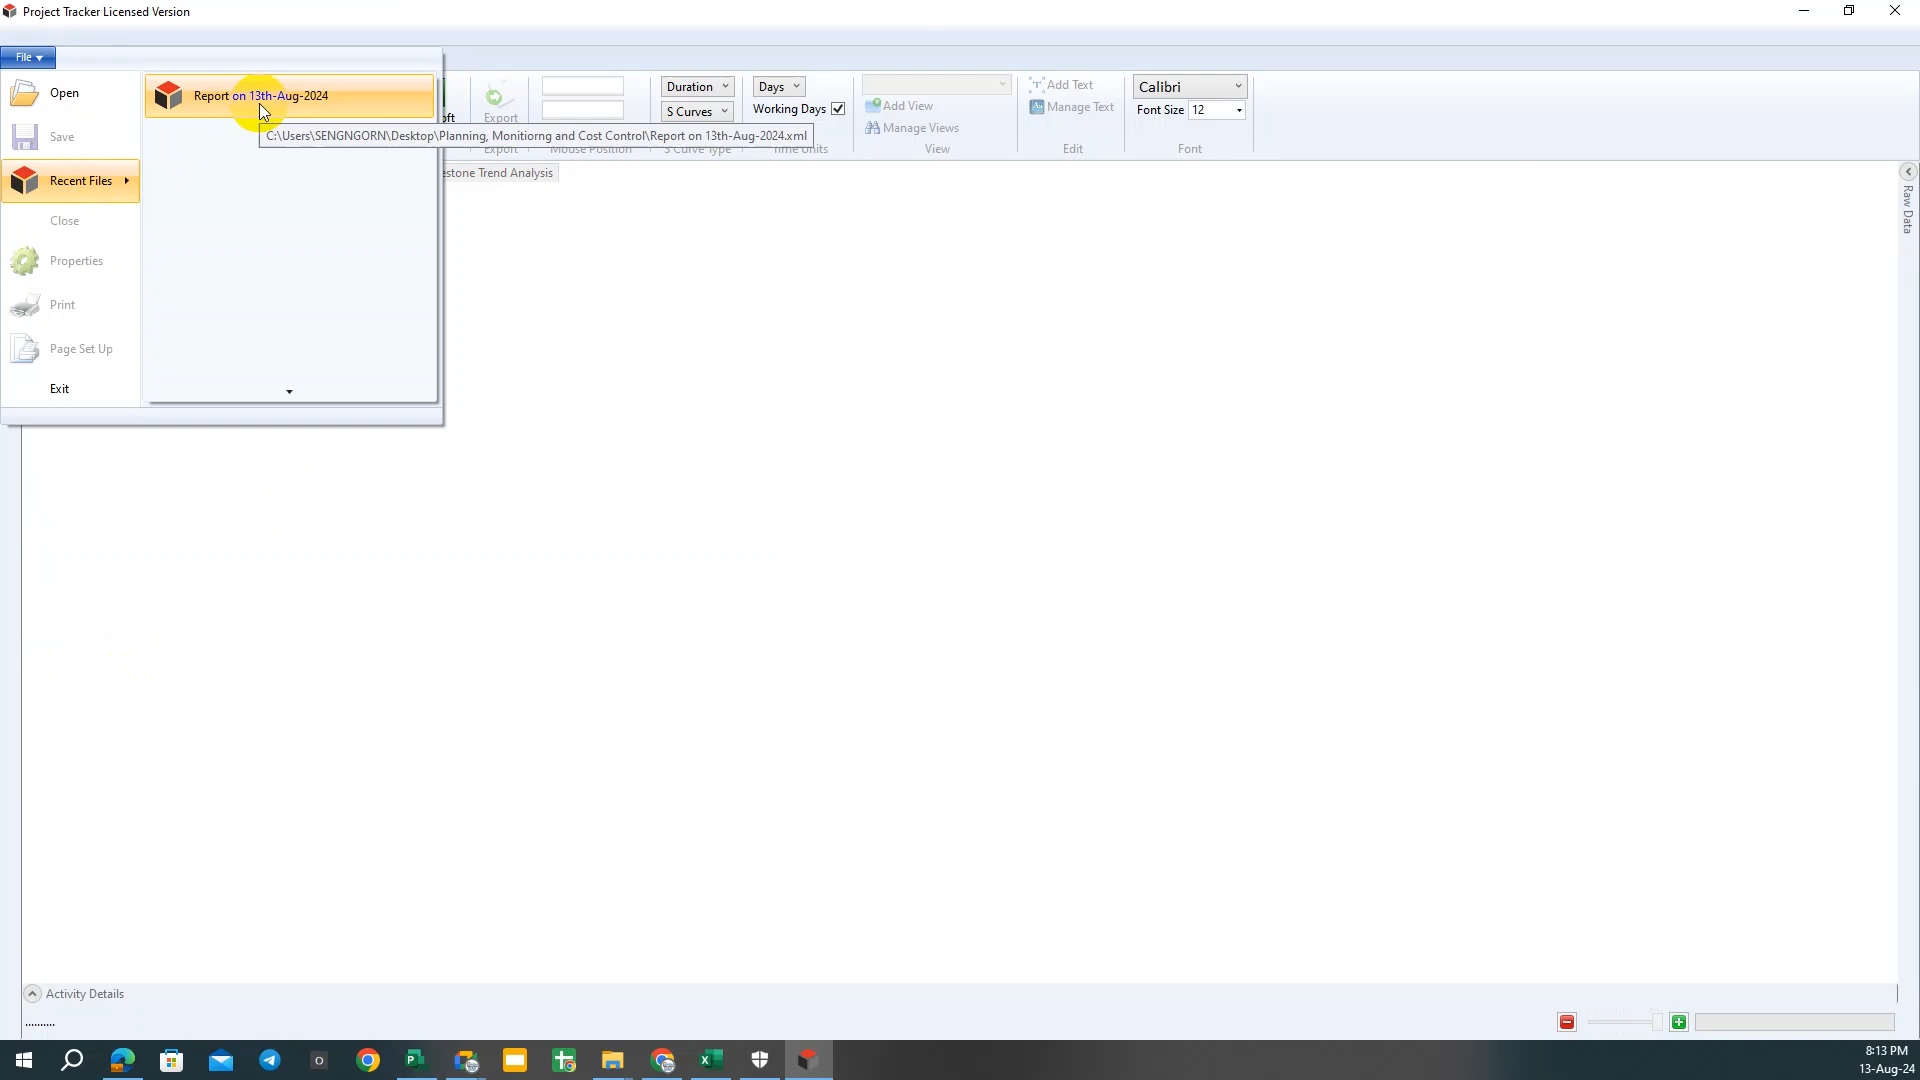 Project Tracker Licensed Version
File
Open
Save
Recent Files
Close
Properties
Print
Page Set Up
Exit
Report on 13th-Aug-2024
C:\Users\SENGNGORN\Desktop\Planning, Monitiorng and Cost Control\Report on 13th-Aug-2024.xml
Export
Duration
S Curves
Days
Working Days
Add View
Manage Views
View
Add Text
Manage Text
Edit
Calibri
Font Size 12
Font
estone Trend Analysis
Raw Data
Activity Details
..........
8:13 PM
13-Aug-24